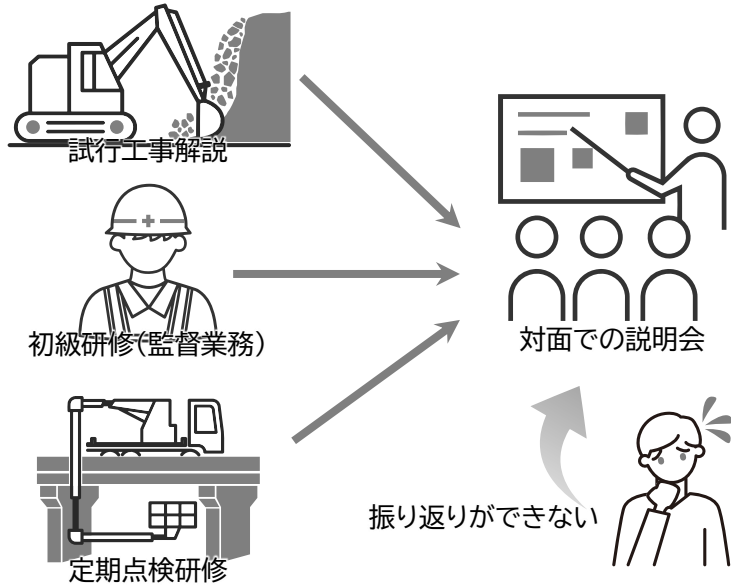 試行工事解説
初級研修(監督業務)
定期点検研修
対面での説明会
振り返りができない